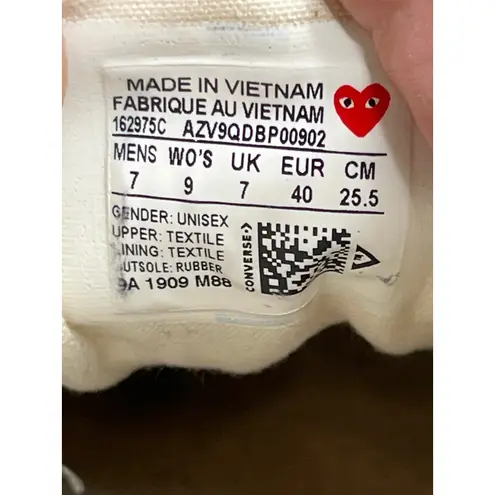 MADE IN VIETNAM
FABRIQUE AU VIETNAM
162975C AZV9QDBP00902
MENS WO'S UK EUR CM
7 9 7 40 25.5
GENDER: UNISEX
UPPER: TEXTILE
LINING: TEXTILE
OUTSOLE: RUBBER
9A 1909 M88
CONVERSE